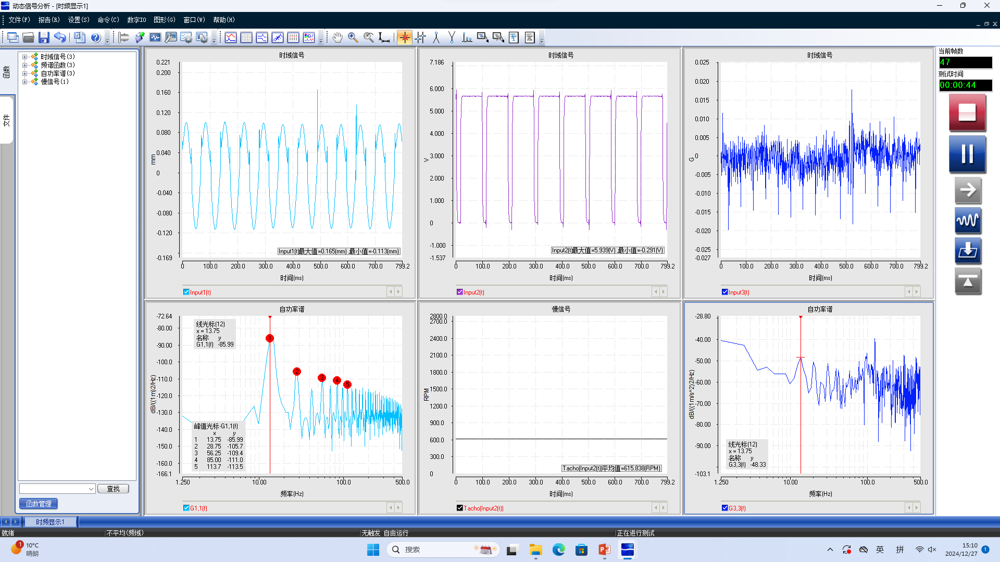 动态信号分析 - [时频显示1]
文件(F) 报告(R) 设置(S) 命令(C) 数字IO 图形(G) 窗口(W) 帮助(H)
函数
文件
时域信号(3)
频谱函数(3)
自功率谱(3)
慢信号(1)
查找
函数管理
时域信号
0.221
0.200
0.160
0.120
0.080
0.040
0
-0.040
-0.080
-0.120
-0.169
mm
Input1(t)最大值=0.165(mm) ,最小值=-0.113(mm)
0 100.0 200.0 300.0 400.0 500.0 600.0 700.0 799.2
时间(ms)
Input1(t)
时域信号
7.186
6.000
5.000
4.000
3.000
2.000
1.000
0
-1.000
-1.537
V
Input2(t)最大值=5.939(V) ,最小值=-0.291(V)
0 100.0 200.0 300.0 400.0 500.0 600.0 700.0 799.2
时间(ms)
Input2(t)
时域信号
0.025
0.020
0.015
0.010
0.005
0
-0.005
-0.010
-0.015
-0.020
-0.025
-0.027
G
0 100.0 200.0 300.0 400.0 500.0 600.0 700.0 799.2
时间(ms)
Input3(t)
自功率谱
-72.64
-80.00
-90.00
-100.0
-110.0
-120.0
-130.0
-140.0
-150.0
-160.0
-166.1
dB/((1m)2/Hz)
线光标(12)
x = 13.75
名称 y
G1,1(f) -85.99
1
2
3
4
5
峰值光标-G1,1(f)
x y
1 13.75 -85.99
2 28.75 -105.7
3 56.25 -109.4
4 85.00 -111.0
5 113.7 -113.5
1.250 10.00 100.0 500.0
频率(Hz)
G1,1(f)
慢信号
2800.0
2700.0
2400.0
2100.0
1800.0
1500.0
1200.0
900.0
600.0
300.0
0
RPM
Tacho(Input2(t))平均值=615.838(RPM)
0 100.0 200.0 300.0 400.0 500.0 600.0 700.0 799.2
时间(ms)
Tacho(Input2(t))
自功率谱
-28.80
-40.00
-50.00
-60.00
-70.00
-80.00
-90.00
-103.1
dB/((1m/s^2)2/Hz)
线光标(12)
x = 13.75
名称 y
G3,3(f) -48.33
1.250 10.00 100.0 500.0
频率(Hz)
G3,3(f)
当前帧数
47
测试时间
00:00:44
时频显示1
就绪 不平均(频域) 无触发 自由运行 正在进行测试
1
10°C
晴朗
搜索
英 拼
15:10
2024/12/27
1